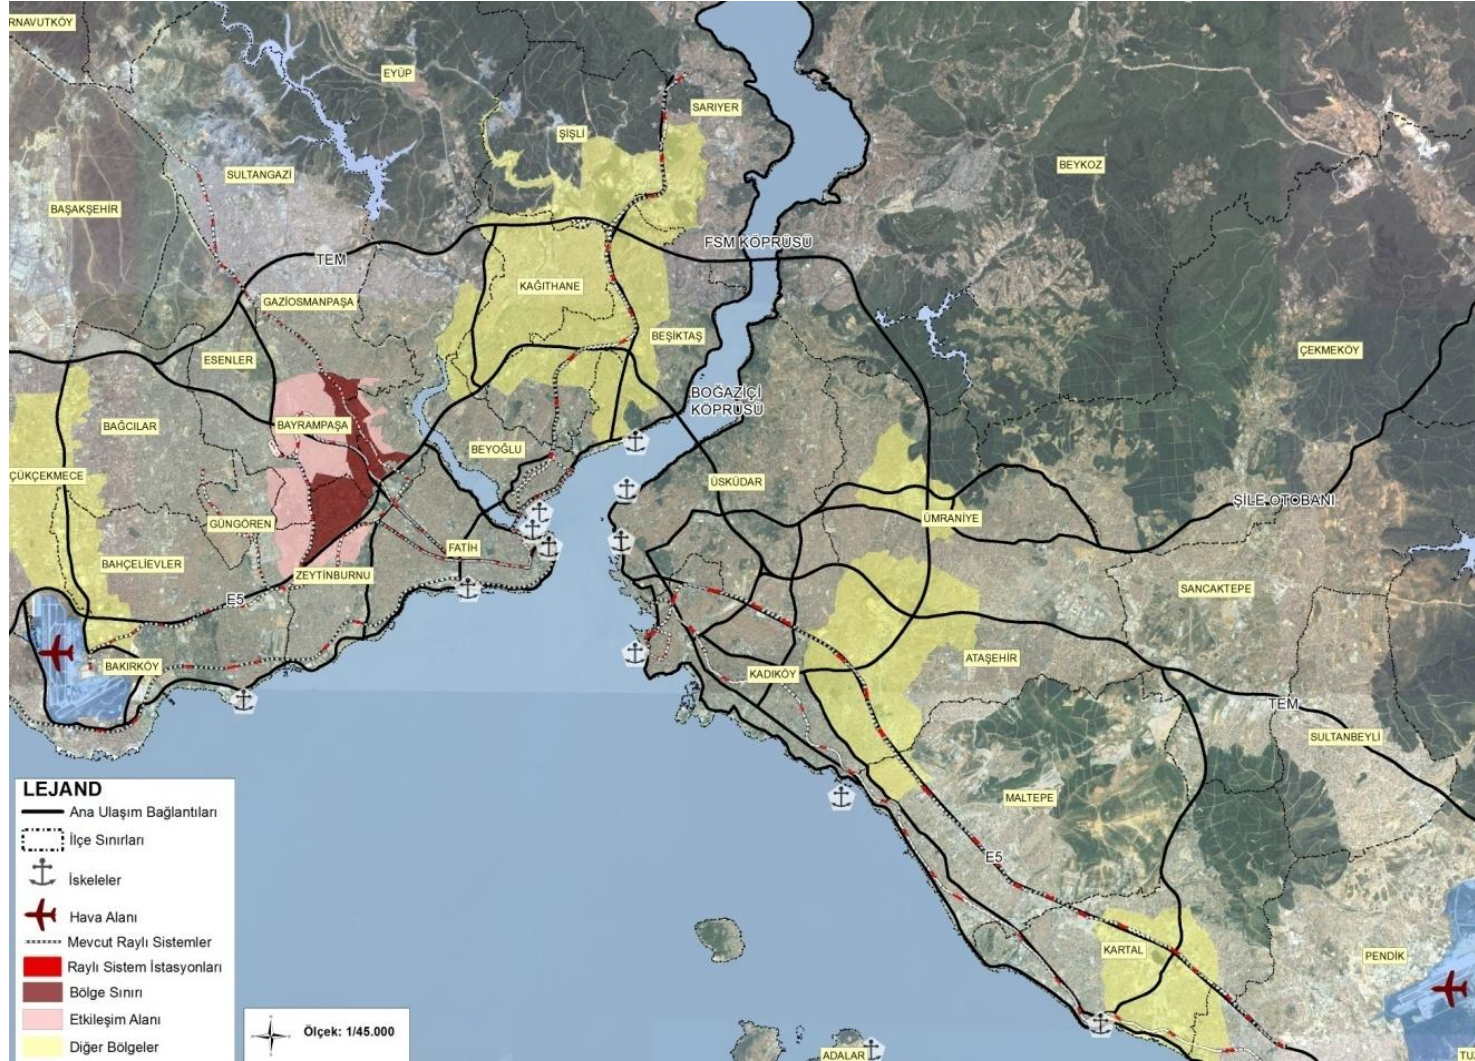 RNAVUTKÖY
EYÜP
SARIYER
ŞİŞLİ
BEYKOZ
SULTANGAZİ
BAŞAKŞEHİR
FSM KÖPRÜSÜ
TEM
KAĞITHANE
GAZİOSMANPAŞA
BEŞİKTAŞ
ÇEKMEKÖY
ESENLER
BOĞAZİÇİ
KÖPRÜSÜ
BAĞCILAR
BAYRAMPAŞA
BEYOĞLU
ÇÜKÇEKMECE
ÜSKÜDAR
ŞİLE OTOBANI
ÜMRANİYE
GÜNGÖREN
FATİH
BAHÇELİEVLER
ZEYTİNBURNU
SANCAKTEPE
E5
ATAŞEHİR
BAKIRKÖY
KADIKÖY
TEM
SULTANBEYLİ
MALTEPE
E5
KARTAL
PENDİK
ADALAR
TU
LEJAND
Ana Ulaşım Bağlantıları
İlçe Sınırları
İskeleler
Hava Alanı
Mevcut Raylı Sistemler
Raylı Sistem İstasyonları
Bölge Sınırı
Etkileşim Alanı
Diğer Bölgeler
Ölçek: 1/45.000